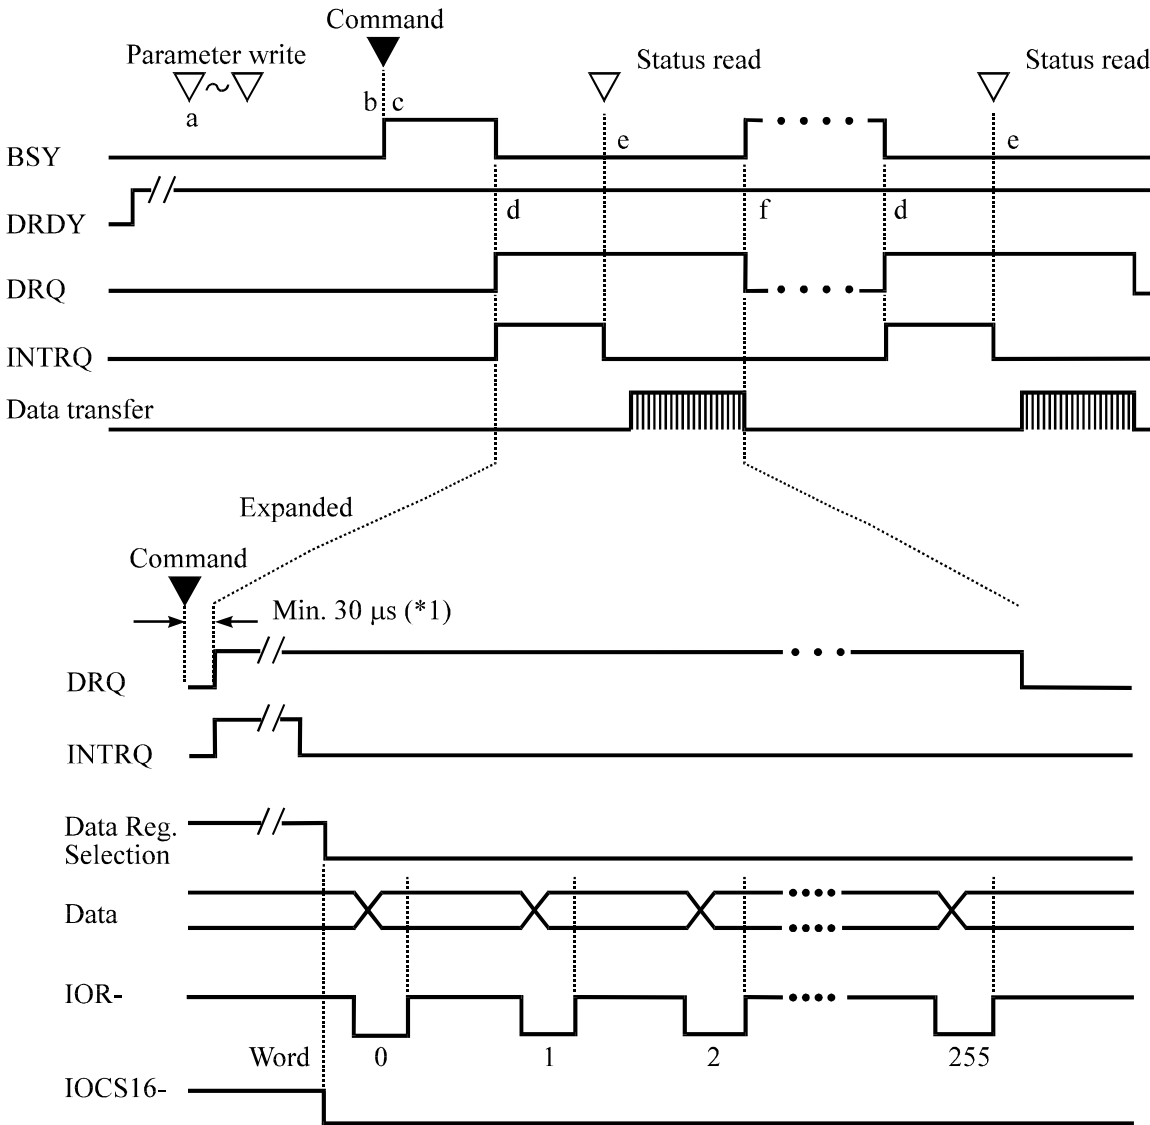 Command
Parameter write
Status read
Status read
~
a
b c
BSY
e
e
DRDY
d
f
d
DRQ
INTRQ
Data transfer
Expanded
Command
Min. 30 μs (*1)
DRQ
INTRQ
Data Reg.
Selection
Data
IOR-
Word 0 1 2 255
IOCS16-